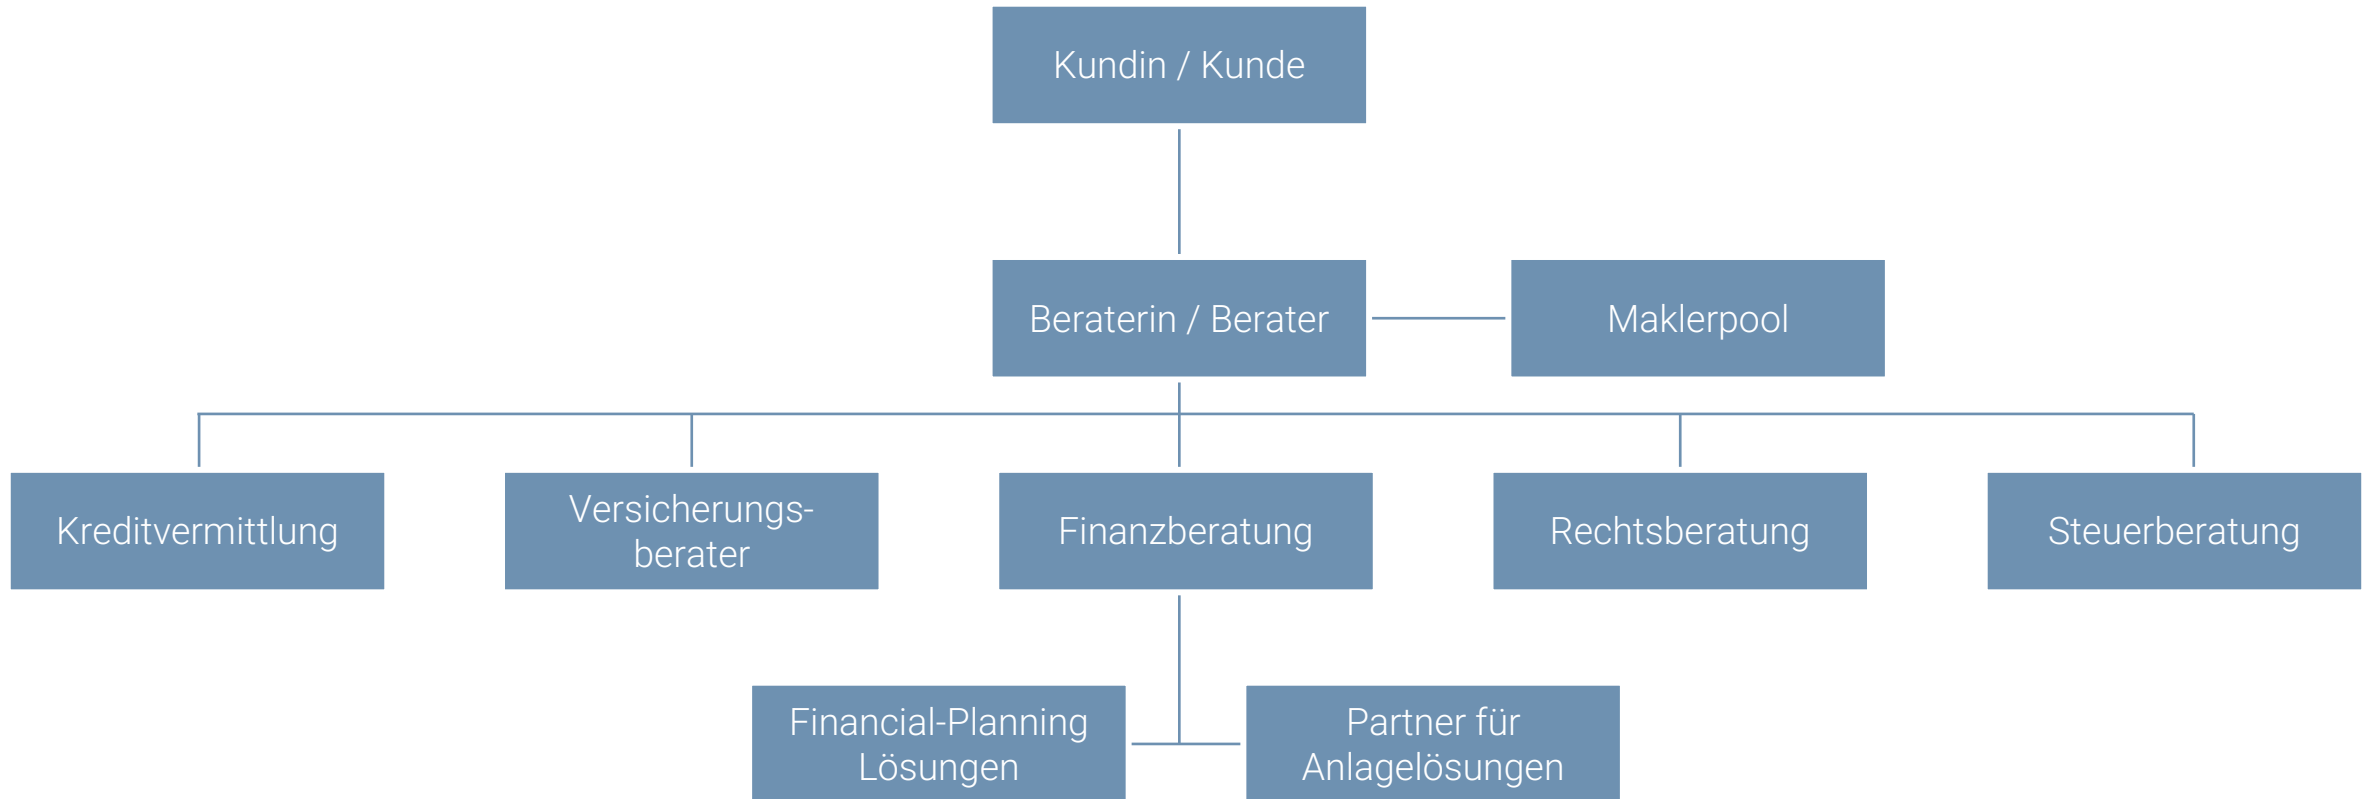 Kundin / Kunde
Beraterin / Berater
Maklerpool
Kreditvermittlung
Versicherungs-
berater
Finanzberatung
Rechtsberatung
Steuerberatung
Financial-Planning
Lösungen
Partner für
Anlagelösungen